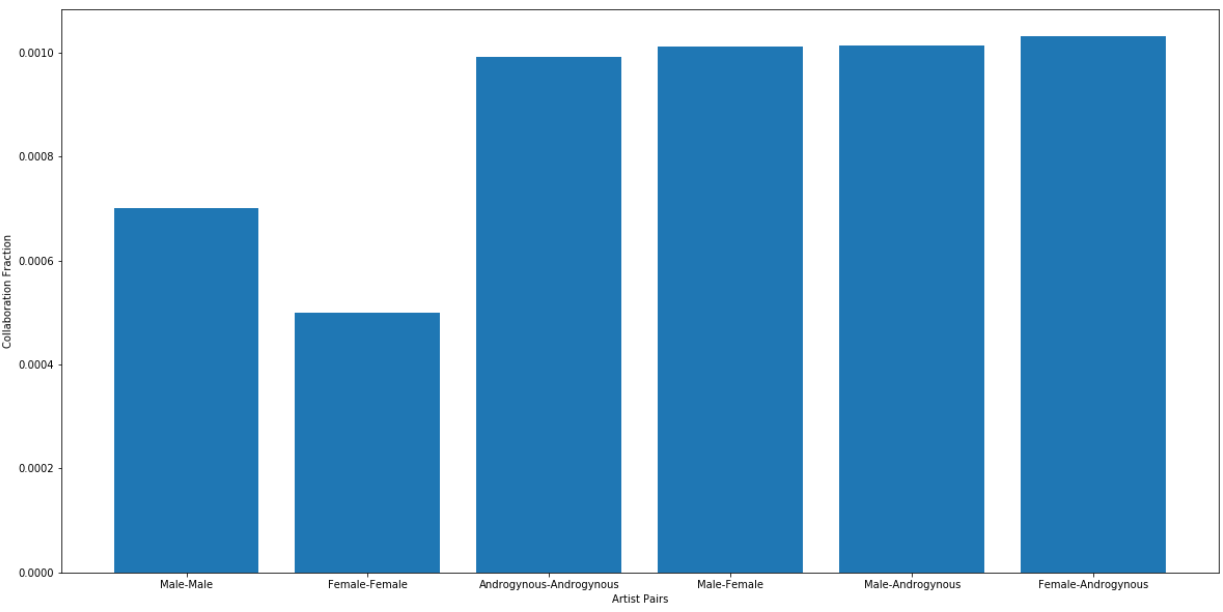 Collaboration Fraction
0.0010
0.0008
0.0006
0.0004
0.0002
0.0000
Male-Male Female-Female Androgynous-Androgynous Male-Female Male-Androgynous Female-Androgynous
Artist Pairs